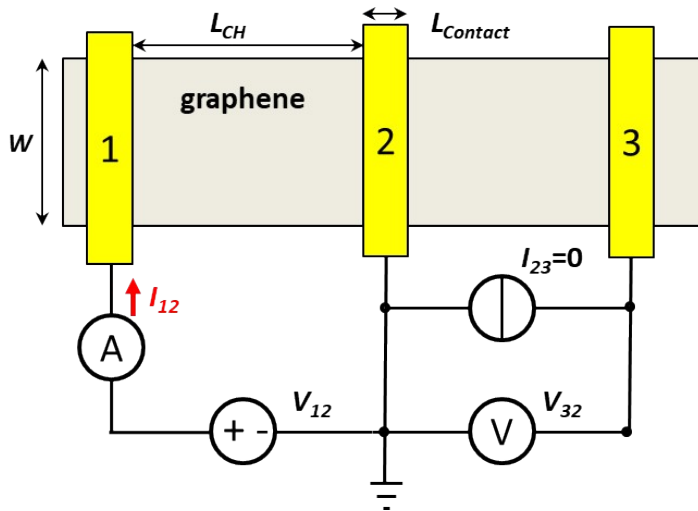 L_CH
L_Contact
graphene
W
1
2
3
I_23=0
I_12
A
V_12
V_32
+ -
V